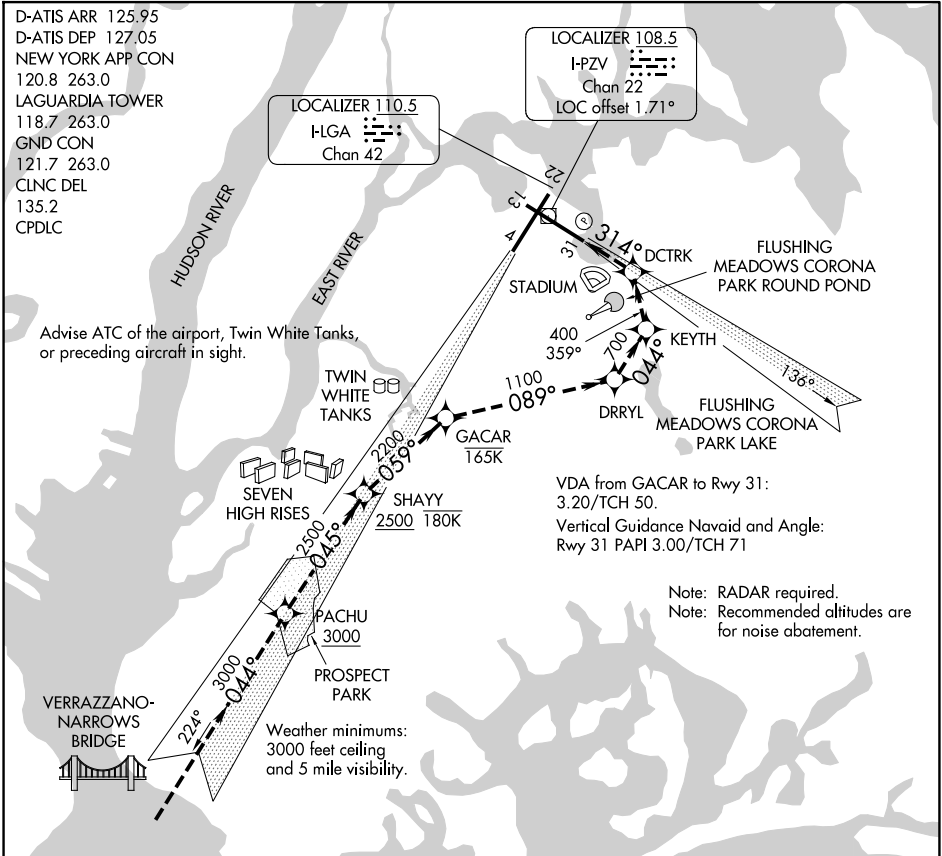 D-ATIS ARR 125.95
D-ATIS DEP 127.05
NEW YORK APP CON
120.8 263.0
LAGUARDIA TOWER
118.7 263.0
GND CON
121.7 263.0
CLNC DEL
135.2
CPDLC
LOCALIZER 110.5
I-LGA
Chan 42
LOCALIZER 108.5
I-PZV
Chan 22
LOC offset 1.71°
HUDSON RIVER
EAST RIVER
22
13
4
31
P
314°
DCTRK
STADIUM
FLUSHING
MEADOWS CORONA
PARK ROUND POND
400
359°
KEYTH
700
044°
136°
Advise ATC of the airport, Twin White Tanks,
or preceding aircraft in sight.
TWIN
WHITE
TANKS
1100
089°
DRRYL
FLUSHING
MEADOWS CORONA
PARK LAKE
GACAR
165K
2200
059°
SEVEN
HIGH RISES
SHAYY
2500 180K
VDA from GACAR to Rwy 31:
3.20/TCH 50.
Vertical Guidance Navaid and Angle:
Rwy 31 PAPI 3.00/TCH 71
2500
045°
Note: RADAR required.
Note: Recommended altitudes are
for noise abatement.
PACHU
3000
PROSPECT
PARK
3000
044°
224°
VERRAZZANO-
NARROWS
BRIDGE
Weather minimums:
3000 feet ceiling
and 5 mile visibility.